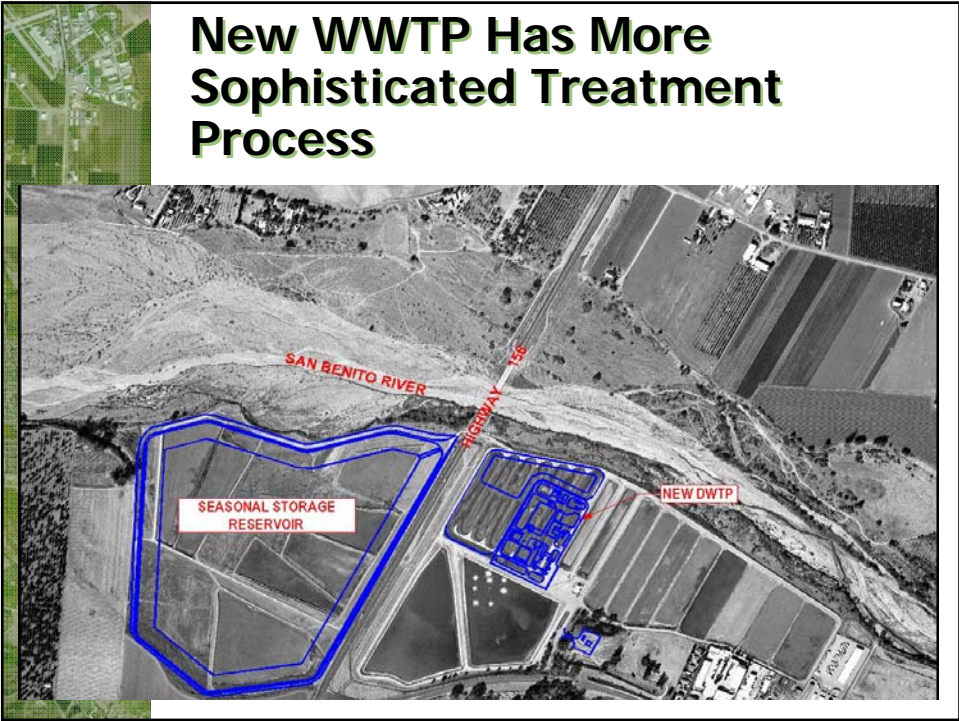 New WWTP Has More
Sophisticated Treatment
Process
SAN BENITO RIVER
HIGHWAY 156
SEASONAL STORAGE
RESERVOIR
NEW DWTP